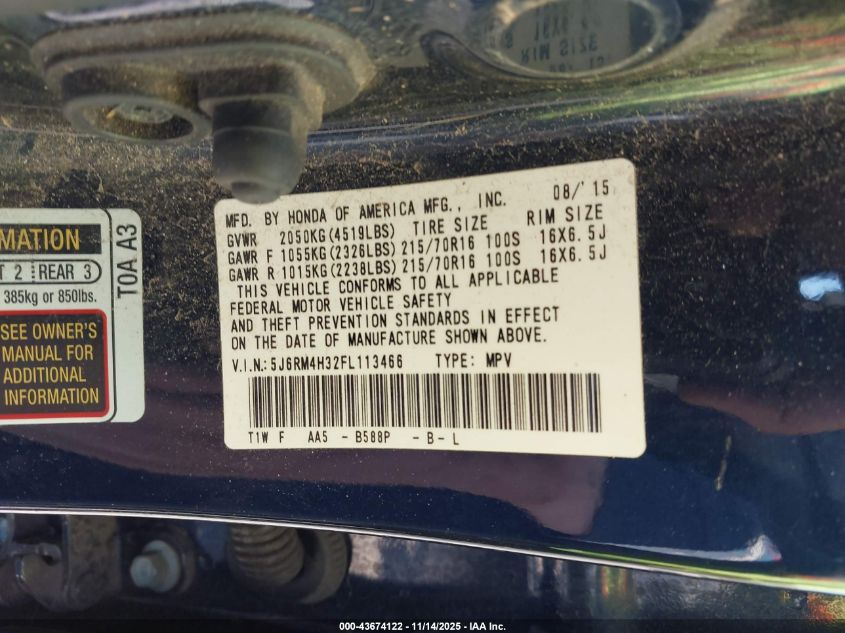 RIM SIZE
MATION
T 2 REAR 3
385kg or 850lbs.
SEE OWNER'S
MANUAL FOR
ADDITIONAL
INFORMATION
T0A A3
MFD. BY HONDA OF AMERICA MFG., INC. 08/'15
GVWR 2050KG(4519LBS) TIRE SIZE RIM SIZE
GAWR F 1055KG(2326LBS) 215/70R16 100S 16X6.5J
GAWR R 1015KG(2238LBS) 215/70R16 100S 16X6.5J
THIS VEHICLE CONFORMS TO ALL APPLICABLE
FEDERAL MOTOR VEHICLE SAFETY
AND THEFT PREVENTION STANDARDS IN EFFECT
ON THE DATE OF MANUFACTURE SHOWN ABOVE.
V.I.N.: 5J6RM4H32FL113466 TYPE: MPV
T1W F AA5 - B588P - B - L
000-43674122 - 11/14/2025 - IAA Inc.